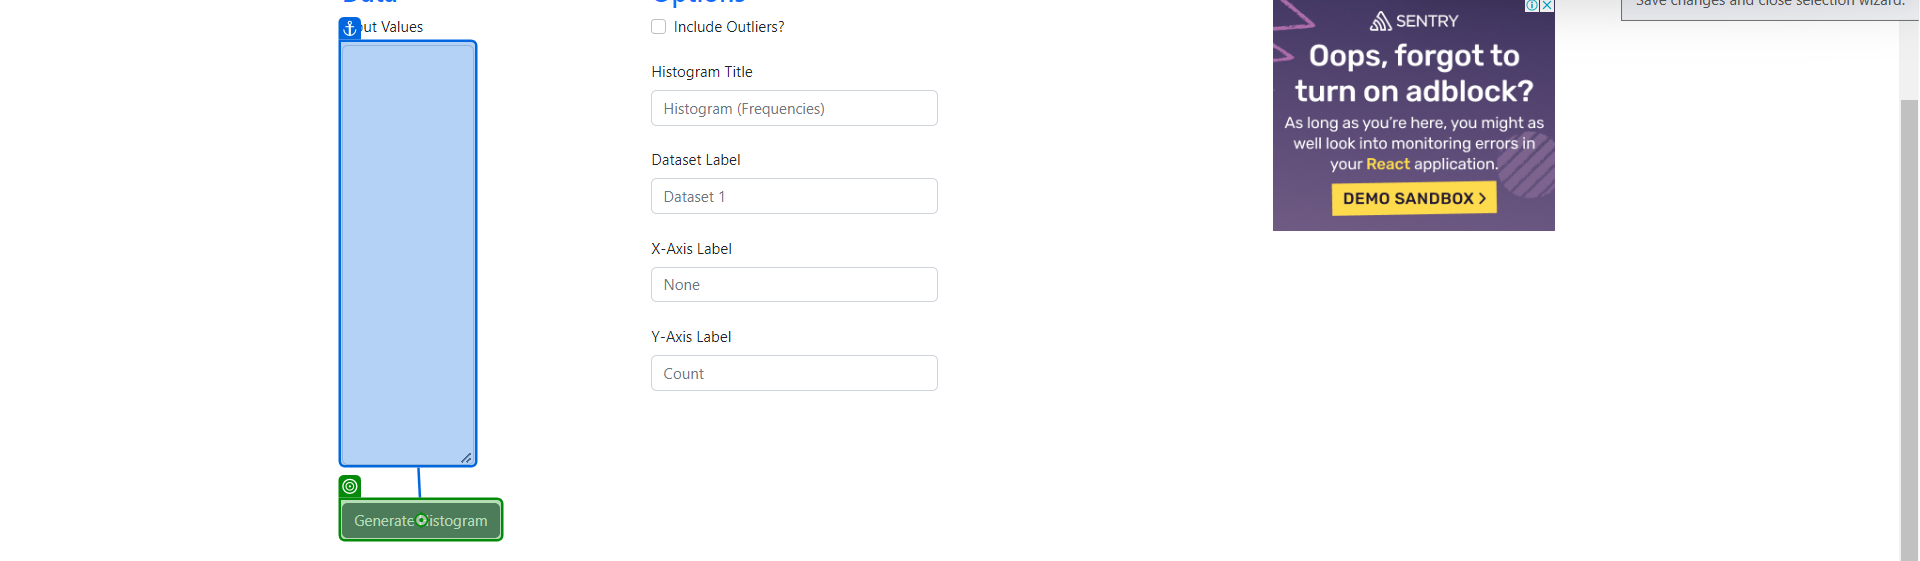 Data
Options
Save changes and close selection wizard.
ut Values
Include Outliers?
Histogram Title
Histogram (Frequencies)
Dataset Label
Dataset 1
X-Axis Label
None
Y-Axis Label
Count
Generate istogram
SENTRY
Oops, forgot to
turn on adblock?
As long as you're here, you might as
well look into monitoring errors in
your React application.
DEMO SANDBOX >